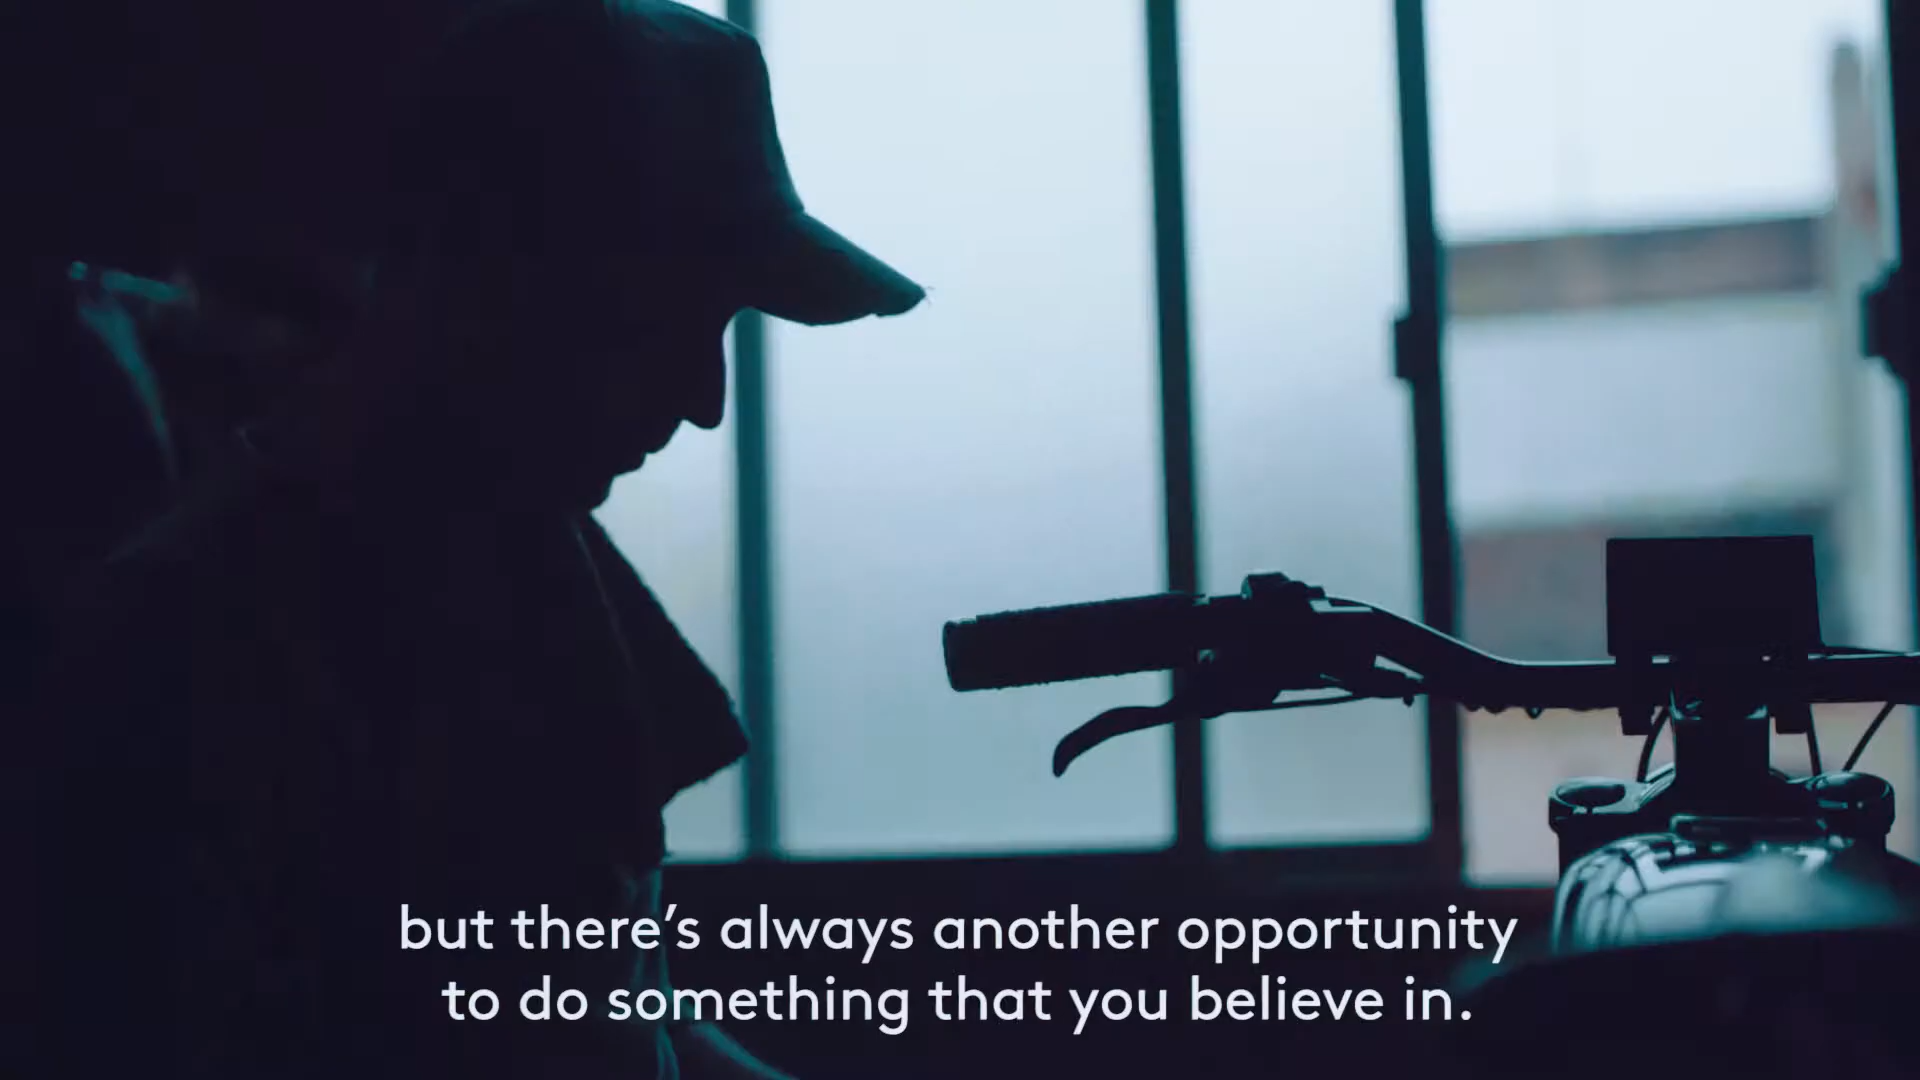 but there’s always another opportunity
to do something that you believe in.